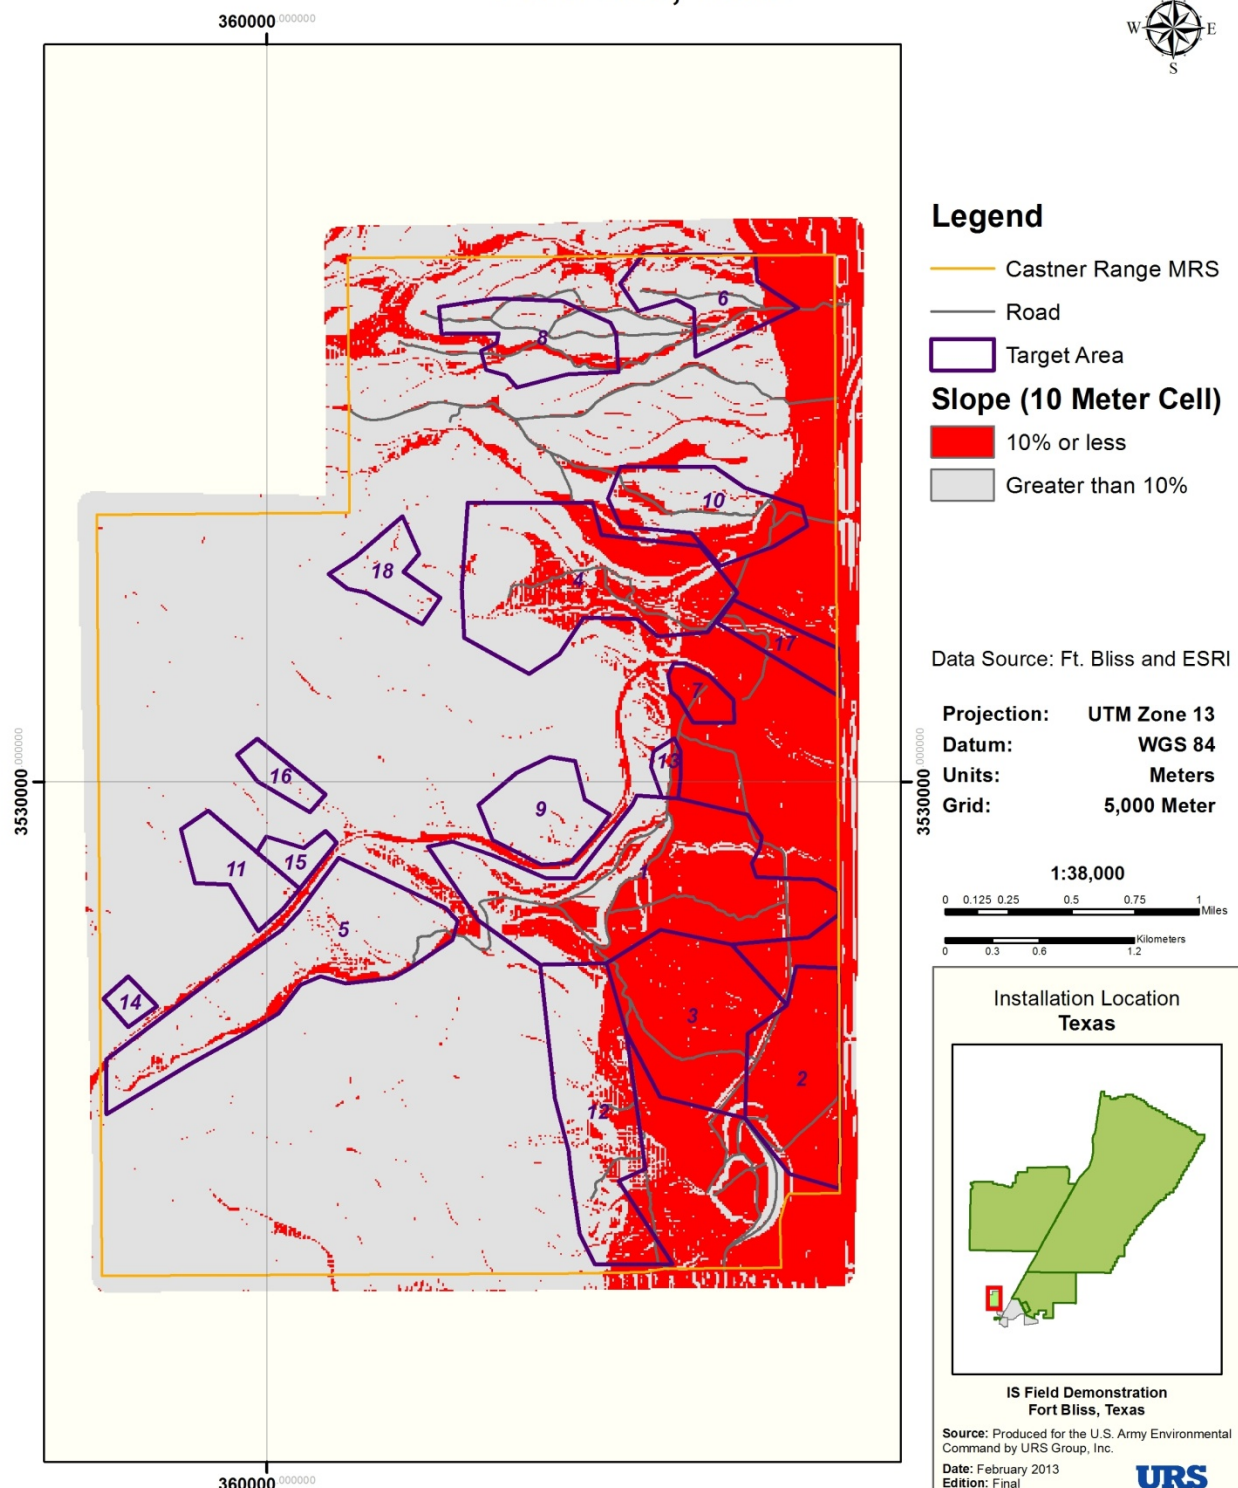 360000.000000
W E
S
6
8
10
18
4
17
7
13
16
9
11
15
1
5
14
3
2
12
3530000.000000
3530000.000000
360000.000000
Legend
Castner Range MRS
Road
Target Area
Slope (10 Meter Cell)
10% or less
Greater than 10%
Data Source: Ft. Bliss and ESRI
Projection: UTM Zone 13
Datum: WGS 84
Units: Meters
Grid: 5,000 Meter
1:38,000
0 0.125 0.25 0.5 0.75 1
Miles
Kilometers
0 0.3 0.6 1.2
Installation Location
Texas
IS Field Demonstration
Fort Bliss, Texas
Source: Produced for the U.S. Army Environmental
Command by URS Group, Inc.
Date: February 2013
Edition: Final
URS